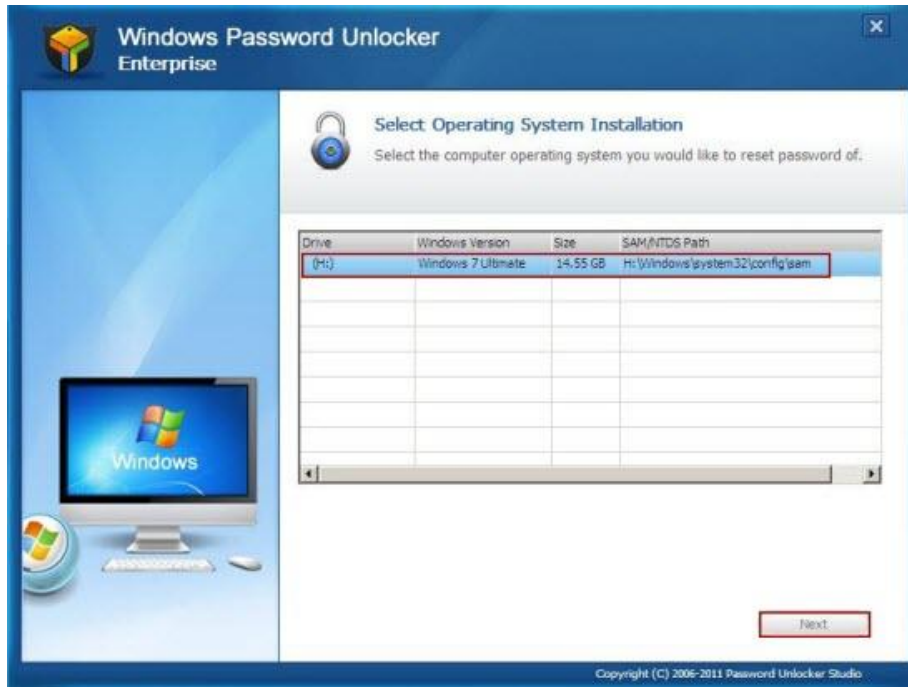 Windows Password Unlocker
Enterprise
Select Operating System Installation
Select the computer operating system you would like to reset password of.
Drive Windows Version Size SAM/NTDS Path
(H:) Windows 7 Ultimate 14.55 GB H:\Windows\system32\config\sam
Windows
Next
Copyright (C) 2006-2011 Password Unlocker Studio